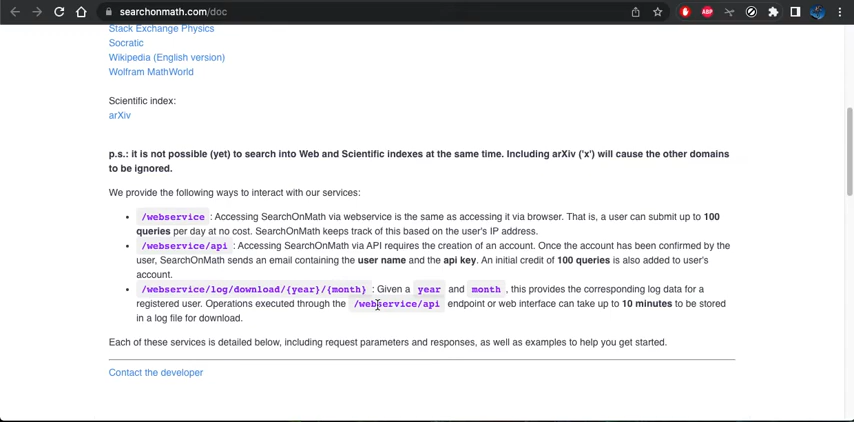 searchonmath.com/doc
ABP
Stack Exchange Physics
Socratic
Wikipedia (English version)
Wolfram MathWorld
Scientific index:
arXiv
p.s.: it is not possible (yet) to search into Web and Scientific indexes at the same time. Including arXiv ('x') will cause the other domains
to be ignored.
We provide the following ways to interact with our services:
• /webservice : Accessing SearchOnMath via webservice is the same as accessing it via browser. That is, a user can submit up to 100
queries per day at no cost. SearchOnMath keeps track of this based on the user's IP address.
• /webservice/api : Accessing SearchOnMath via API requires the creation of an account. Once the account has been confirmed by the
user, SearchOnMath sends an email containing the user name and the api key. An initial credit of 100 queries is also added to user's
account.
• /webservice/log/download/{year}/{month} : Given a year and month , this provides the corresponding log data for a
registered user. Operations executed through the /webservice/api endpoint or web interface can take up to 10 minutes to be stored
in a log file for download.
Each of these services is detailed below, including request parameters and responses, as well as examples to help you get started.
Contact the developer